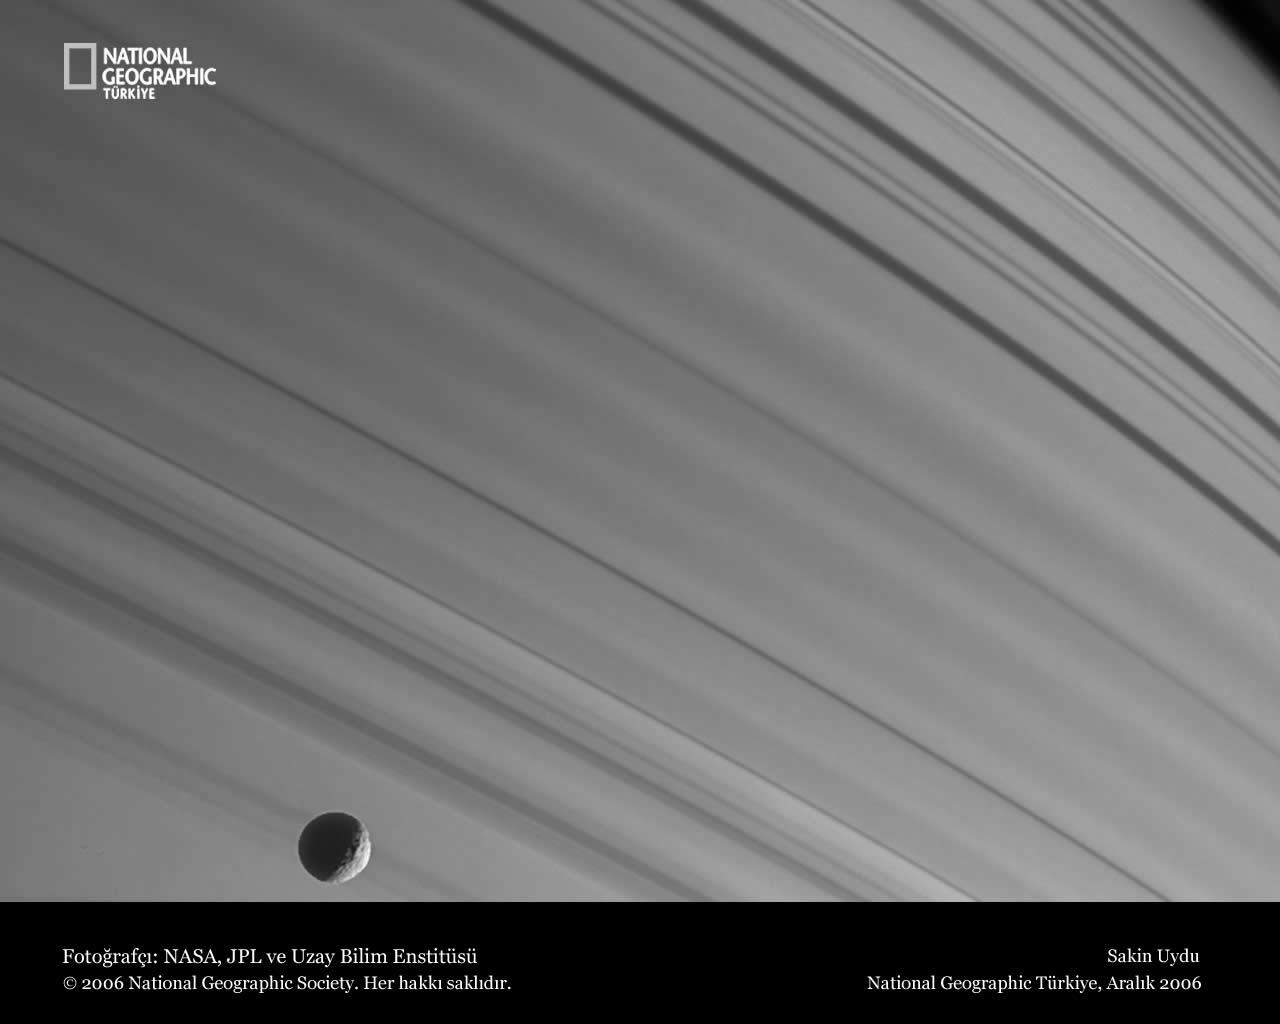 NATIONAL
GEOGRAPHIC
TÜRKİYE
Fotoğrafçı: NASA, JPL ve Uzay Bilim Enstitüsü
© 2006 National Geographic Society. Her hakkı saklıdır.
Sakin Uydu
National Geographic Türkiye, Aralık 2006